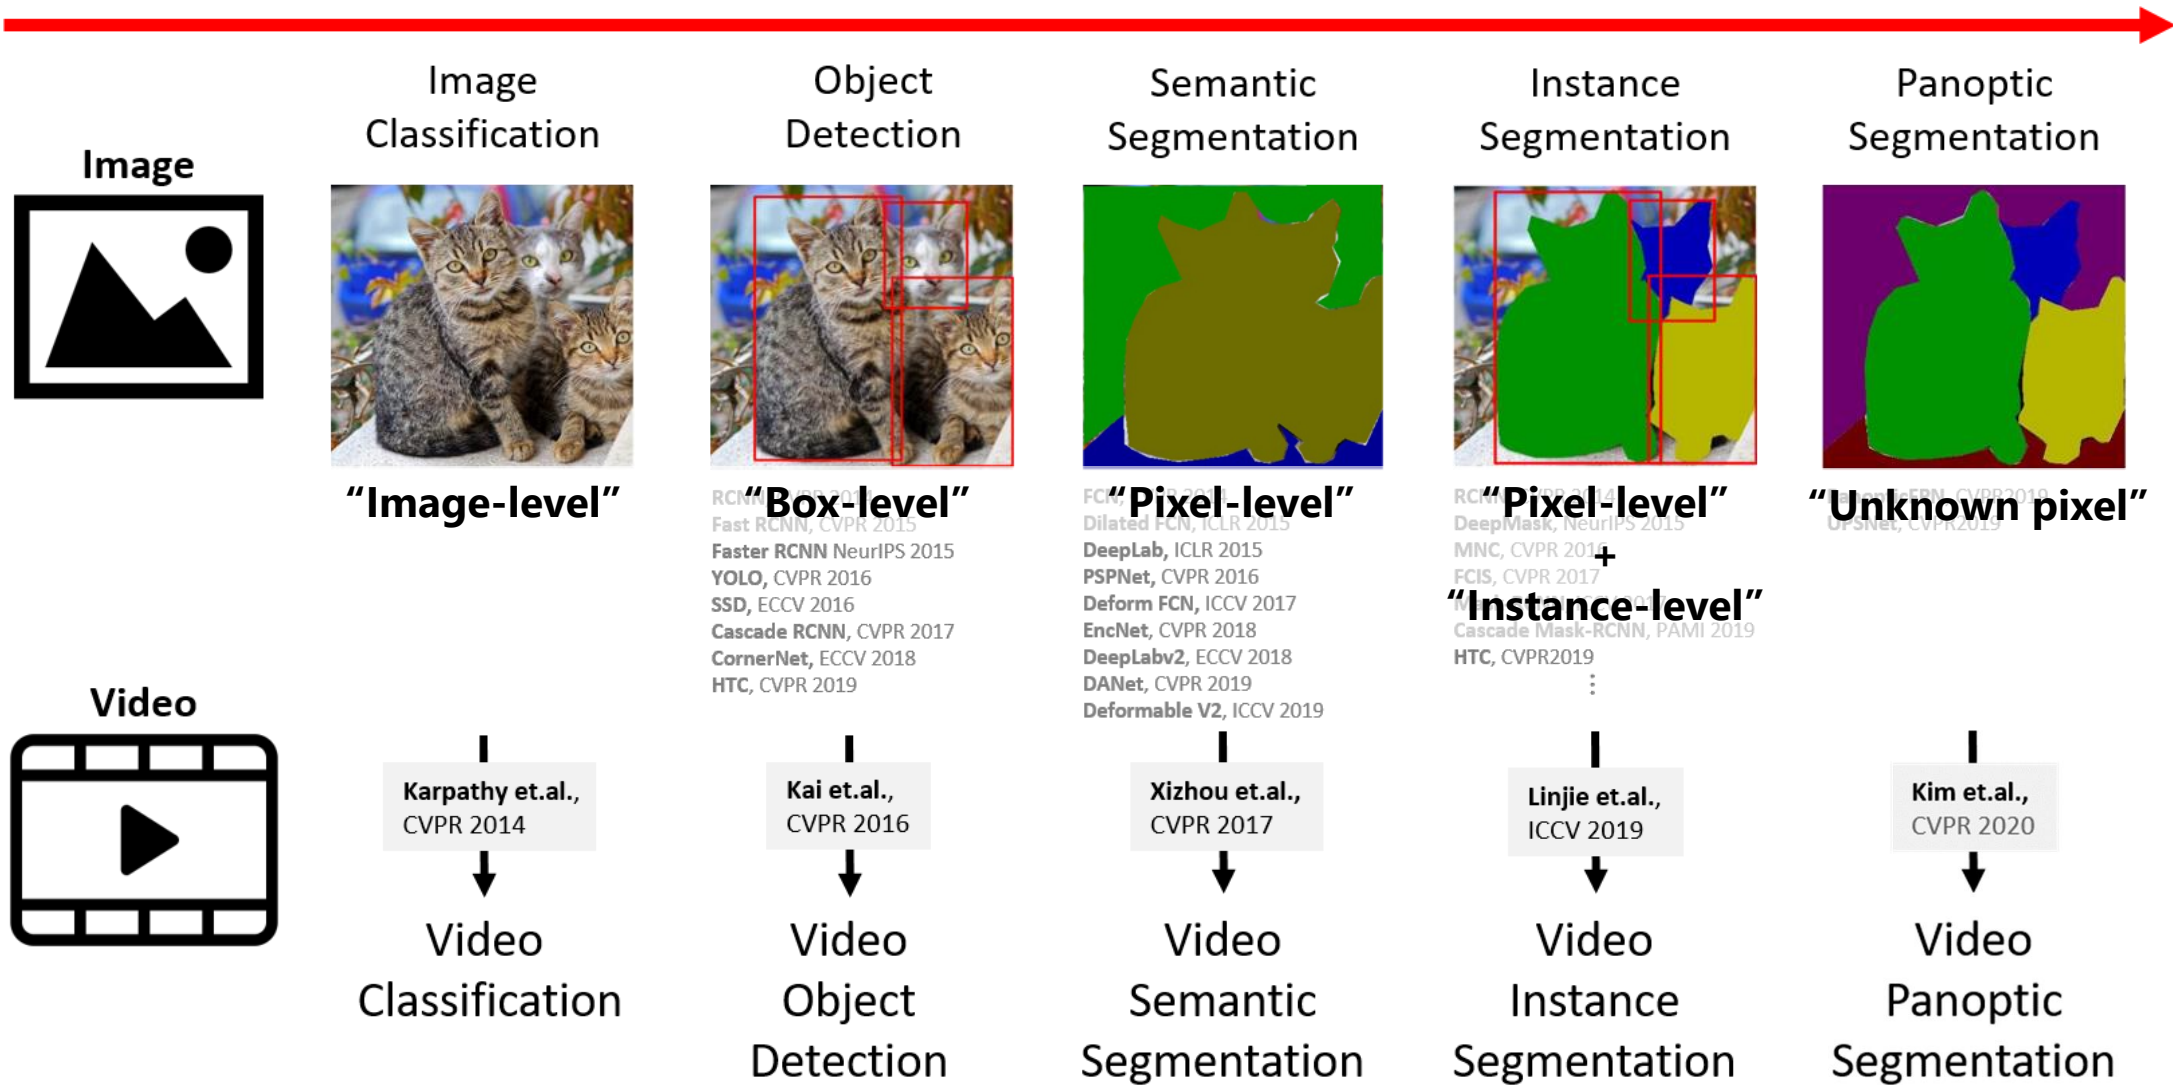 Image
Classification
Object
Detection
Semantic
Segmentation
Instance
Segmentation
Panoptic
Segmentation
Image
“Image-level”
“Box-level”
Fast RCNN, CVPR 2015
Faster RCNN NeurIPS 2015
YOLO, CVPR 2016
SSD, ECCV 2016
Cascade RCNN, CVPR 2017
CornerNet, ECCV 2018
HTC, CVPR 2019
“Pixel-level”
Dilated FCN, ICLR 2015
DeepLab, ICLR 2015
PSPNet, CVPR 2016
Deform FCN, ICCV 2017
EncNet, CVPR 2018
DeepLabv2, ECCV 2018
DANet, CVPR 2019
Deformable V2, ICCV 2019
“Pixel-level”
DeepMask, NeurIPS 2015
MNC, CVPR 2016
+
FCIS, CVPR 2017
“Instance-level”
Cascade Mask-RCNN, PAMI 2019
HTC, CVPR2019
⋮
“Unknown pixel”
UPSNet, CVPR2019
Video
Karpathy et.al.,
CVPR 2014
Kai et.al.,
CVPR 2016
Xizhou et.al.,
CVPR 2017
Linjie et.al.,
ICCV 2019
Kim et.al.,
CVPR 2020
Video
Classification
Video
Object
Detection
Video
Semantic
Segmentation
Video
Instance
Segmentation
Video
Panoptic
Segmentation